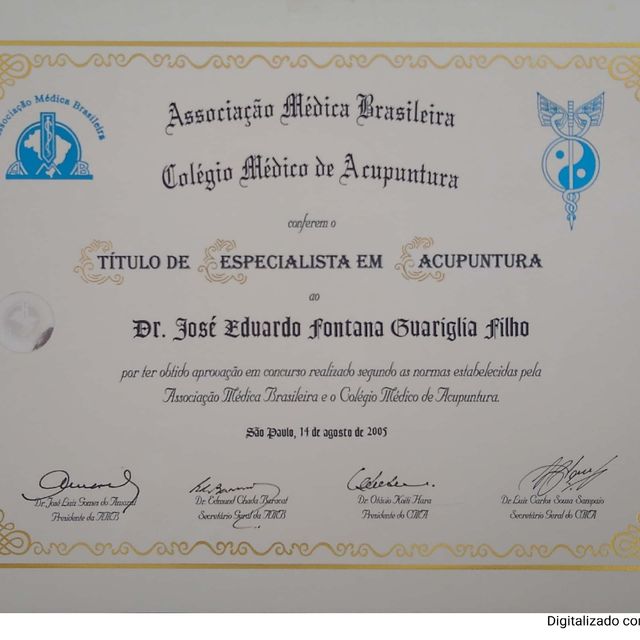 Associação Médica Brasileira
Associação Médica Brasileira
Colégio Médico de Acupuntura
conferem o
TÍTULO DE ESPECIALISTA EM ACUPUNTURA
ao
Dr. José Eduardo Fontana Guariglia Filho
por ter obtido aprovação em concurso realizado segundo as normas estabelecidas pela
Associação Médica Brasileira e o Colégio Médico de Acupuntura.
São Paulo, 14 de agosto de 2005
Dr. José Luiz Gomes do Amaral
Presidente da AMB
Dr. Edmund Chada Baracat
Secretário Geral da AMB
Dr. Otávio Koiti Hara
Presidente do CMA
Dr. Luiz Carlos Souza Sampaio
Secretário Geral do CMA
Digitalizado co